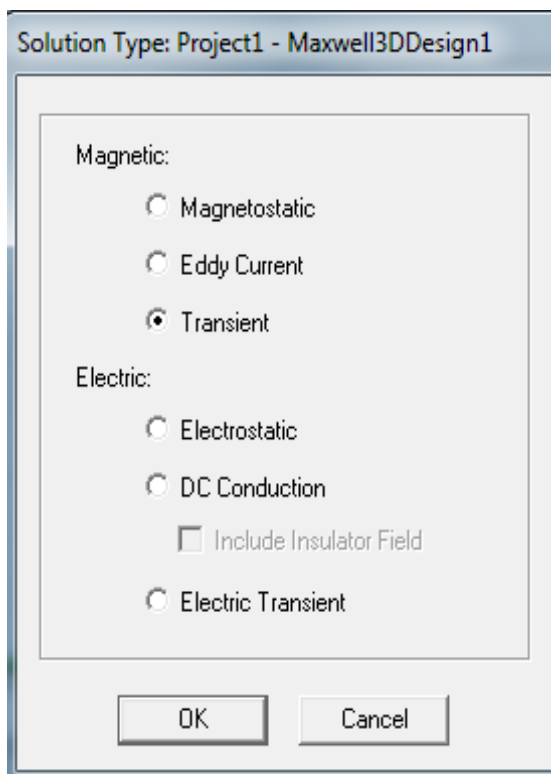 Solution Type: Project1 - Maxwell3DDesign1
Magnetic:
Magnetostatic
Eddy Current
Transient
Electric:
Electrostatic
DC Conduction
Include Insulator Field
Electric Transient
OK
Cancel